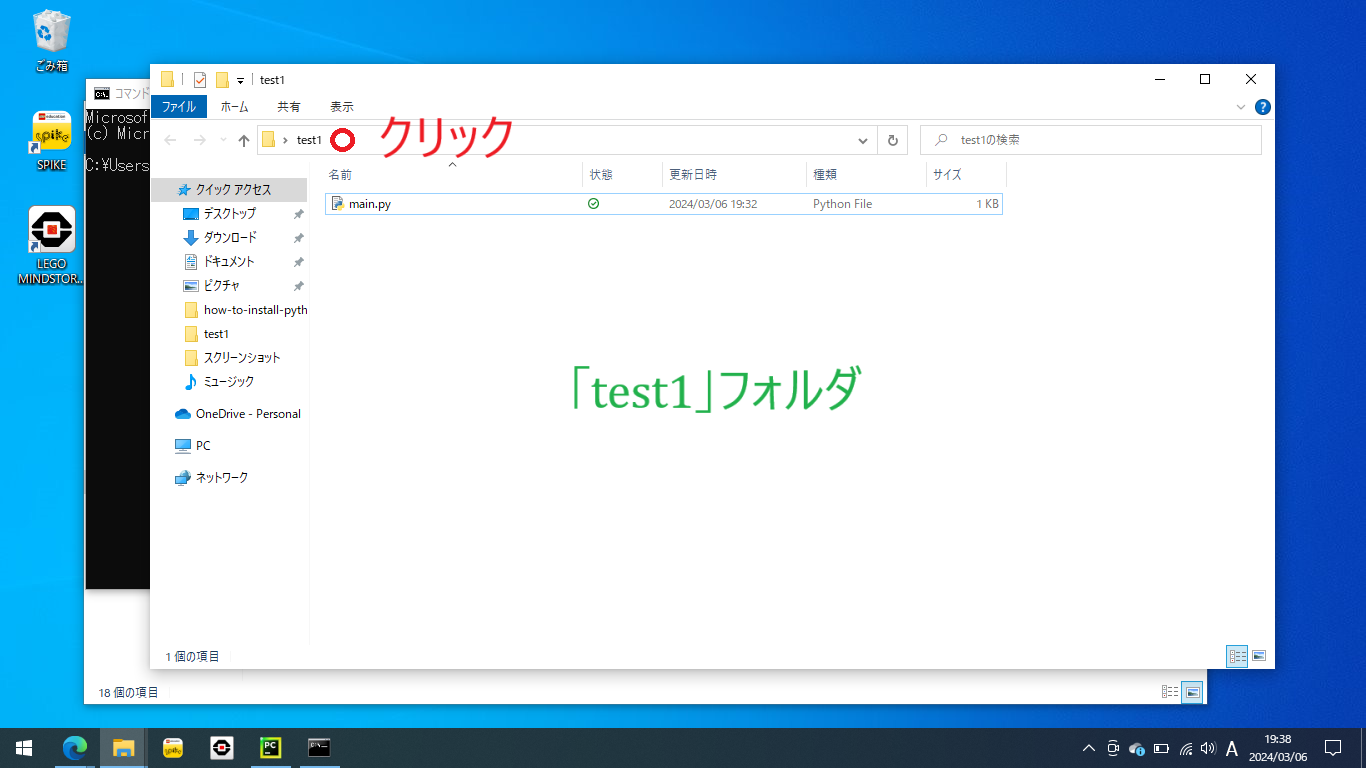 ごみ箱
SPIKE
LEGO
MINDSTOR...
コマンド
Microsof
(c) Micr
C:¥Users
test1
ファイル ホーム 共有 表示
test1 クリック
test1の検索
名前 状態 更新日時 種類 サイズ
main.py 2024/03/06 19:32 Python File 1 KB
クイック アクセス
デスクトップ
ダウンロード
ドキュメント
ピクチャ
how-to-install-pyth
test1
スクリーンショット
ミュージック
OneDrive - Personal
PC
ネットワーク
「test1」フォルダ
1 個の項目
18 個の項目
A
19:38
2024/03/06